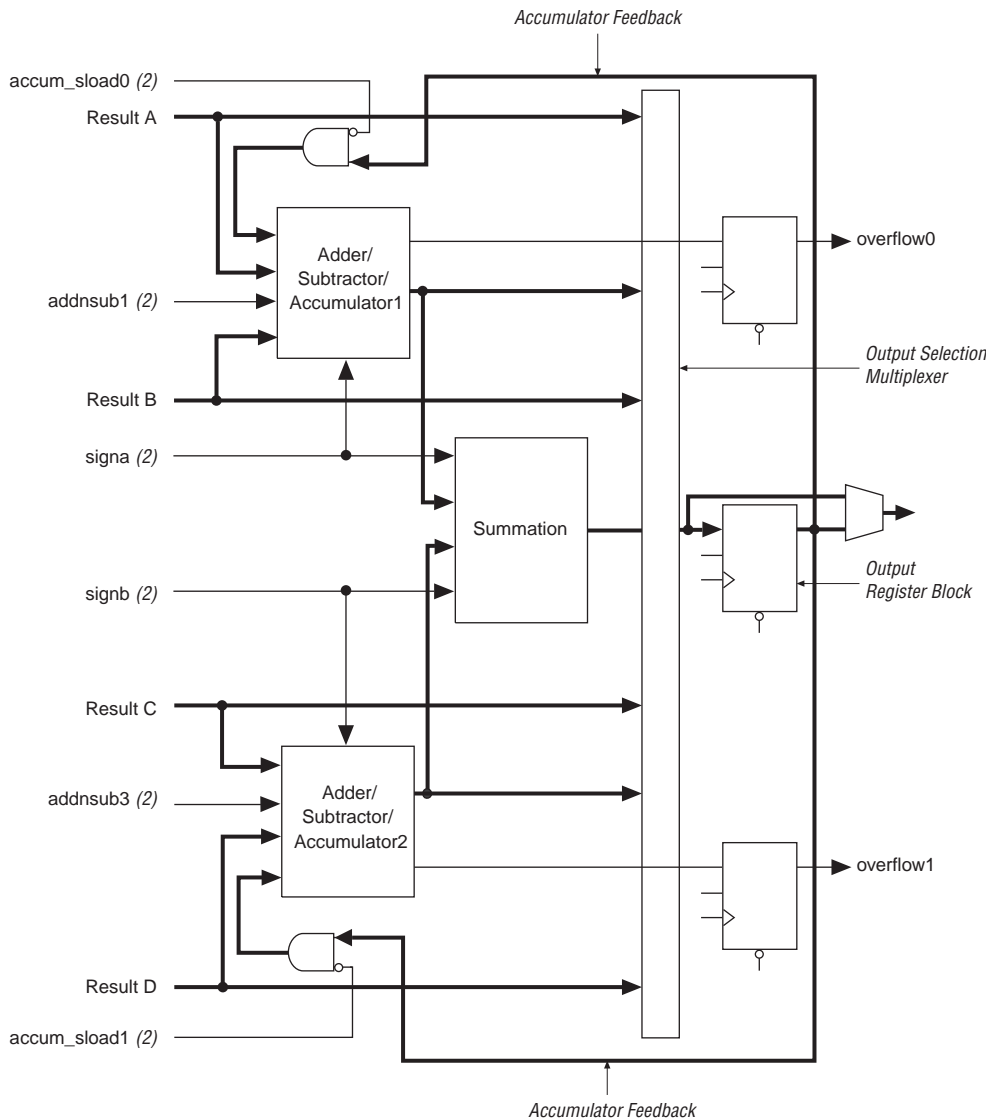 Accumulator Feedback
accum_sload0 (2)
Result A
overflow0
Adder/
Subtractor/
Accumulator1
addnsub1 (2)
Output Selection
Multiplexer
Result B
signa (2)
Summation
Output
Register Block
signb (2)
Result C
Adder/
Subtractor/
Accumulator2
addnsub3 (2)
overflow1
Result D
accum_sload1 (2)
Accumulator Feedback